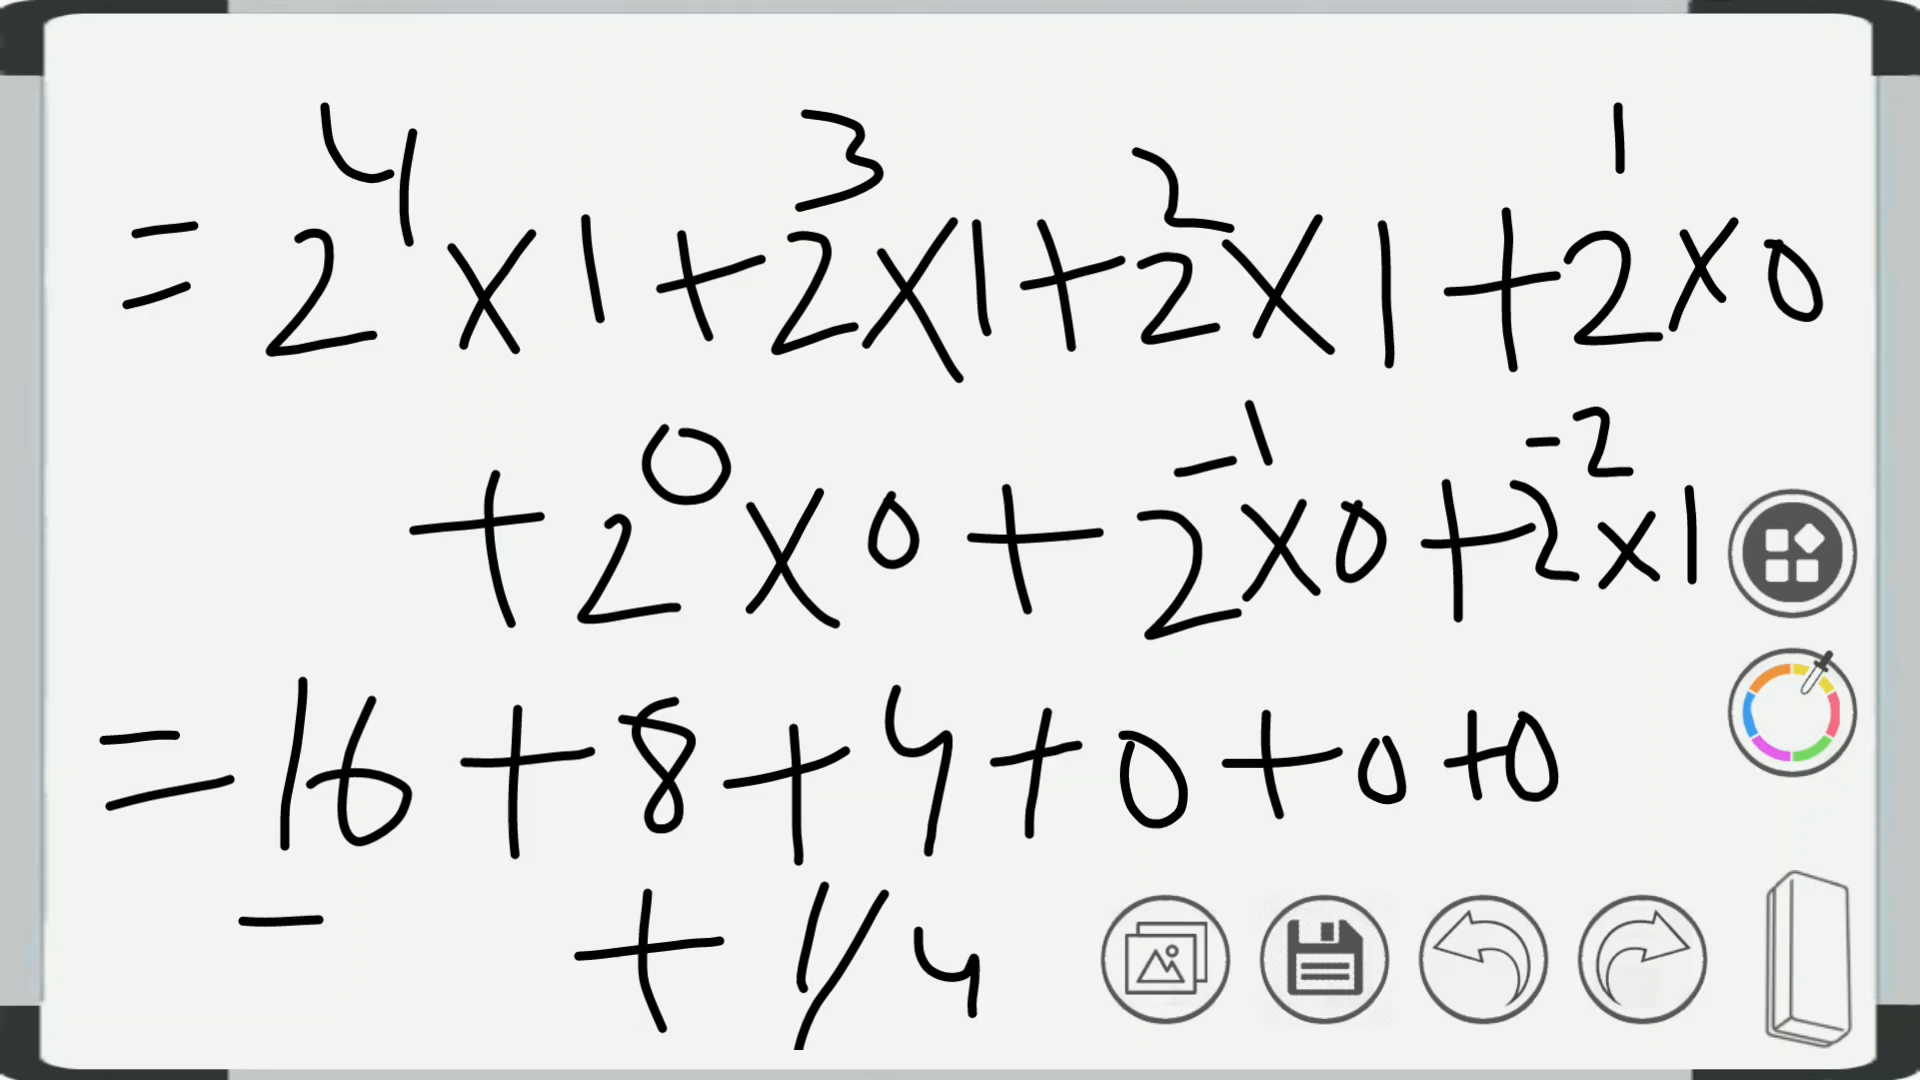 = 2⁴ x 1 + 2³ x 1 + 2² x 1 + 2¹ x 0
+ 2⁰ x 0 + 2⁻¹ x 0 + 2⁻² x 1
= 16 + 8 + 4 + 0 + 0 + 0
- + 1/4